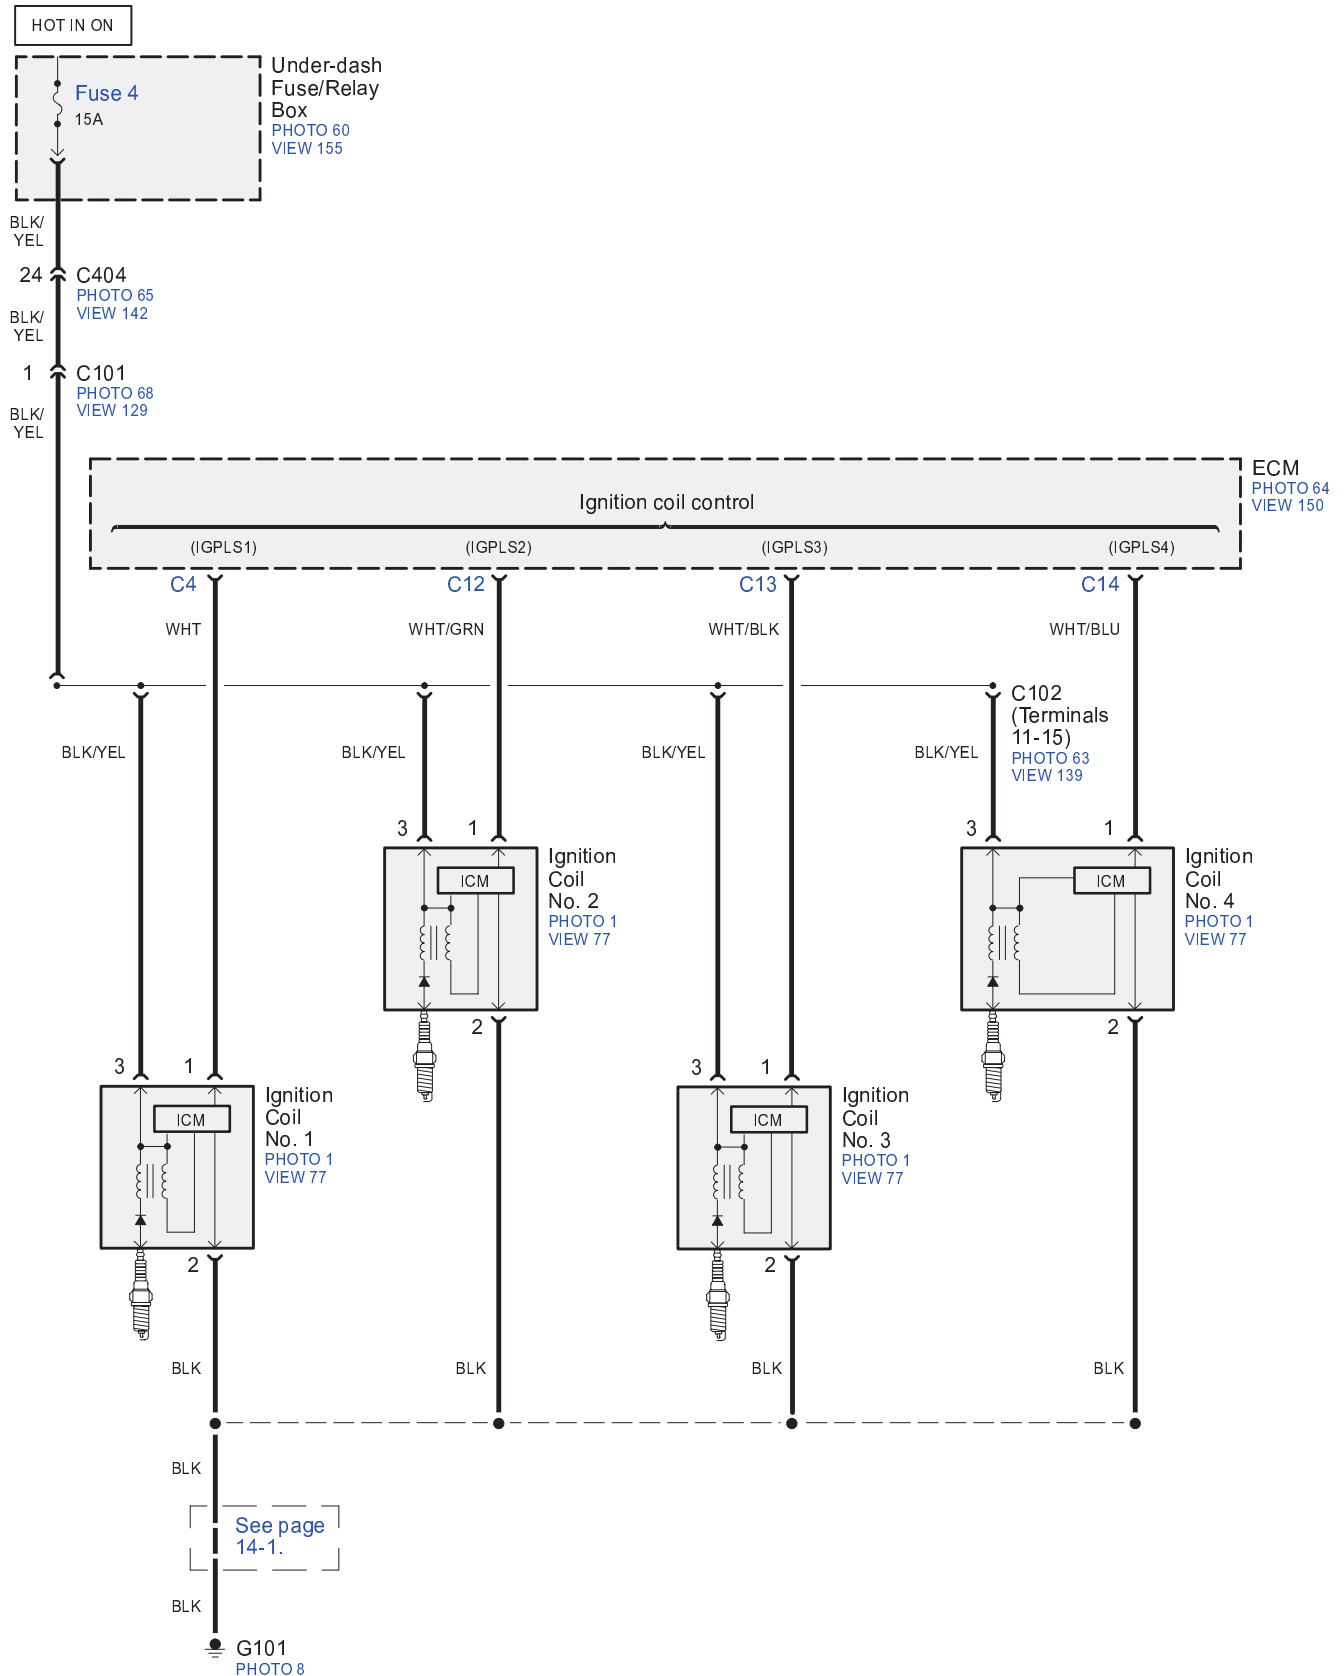 HOT IN ON
Under-dash
Fuse/Relay
Box
PHOTO 60
VIEW 155
Fuse 4
15A
BLK/
YEL
24
C404
PHOTO 65
VIEW 142
BLK/
YEL
1
C101
PHOTO 68
VIEW 129
BLK/
YEL
ECM
PHOTO 64
VIEW 150
Ignition coil control
(IGPLS1)
(IGPLS2)
(IGPLS3)
(IGPLS4)
C4
C12
C13
C14
WHT
WHT/GRN
WHT/BLK
WHT/BLU
C102
(Terminals
11-15)
PHOTO 63
VIEW 139
BLK/YEL
BLK/YEL
BLK/YEL
BLK/YEL
3
1
ICM
Ignition
Coil
No. 2
PHOTO 1
VIEW 77
2
3
1
ICM
Ignition
Coil
No. 4
PHOTO 1
VIEW 77
2
3
1
ICM
Ignition
Coil
No. 1
PHOTO 1
VIEW 77
2
3
1
ICM
Ignition
Coil
No. 3
PHOTO 1
VIEW 77
2
BLK
BLK
BLK
BLK
BLK
See page
14-1.
BLK
G101
PHOTO 8